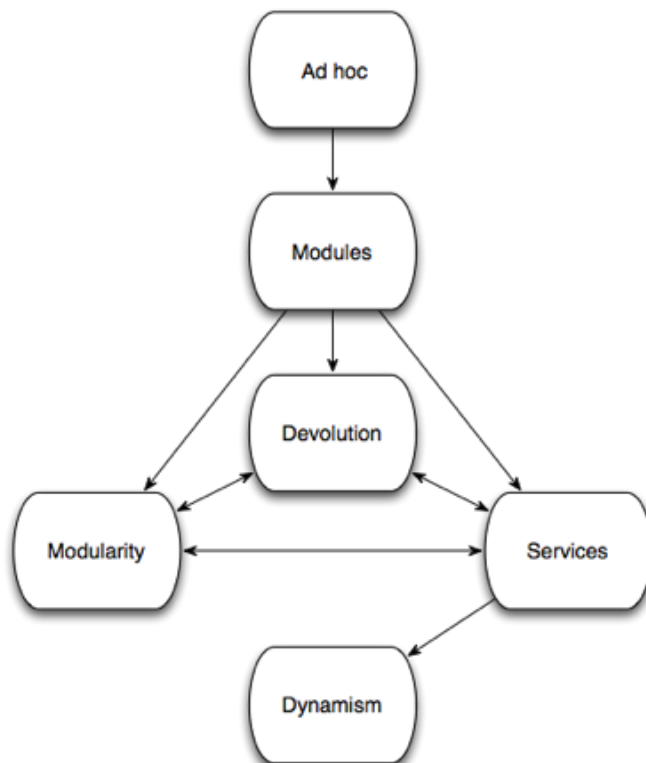 Ad hoc
Modules
Devolution
Modularity
Services
Dynamism